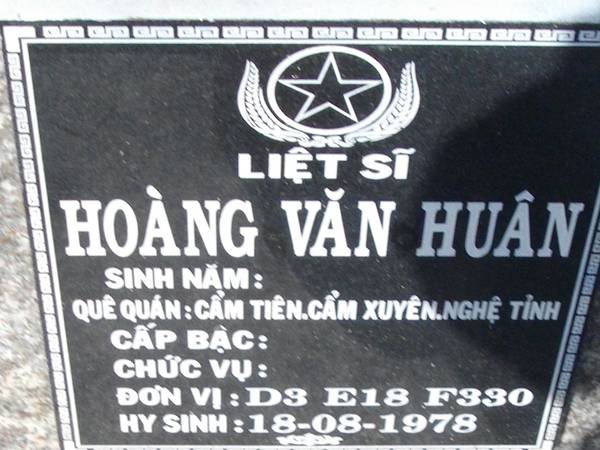 LIỆT SĨ
HOÀNG VĂN HUÂN
SINH NĂM :
QUÊ QUÁN : CẨM TIÊN.CẨM XUYÊN.NGHỆ TỈNH
CẤP BẬC :
CHỨC VỤ :
ĐƠN VỊ : D3 E18 F330
HY SINH : 18-08-1978